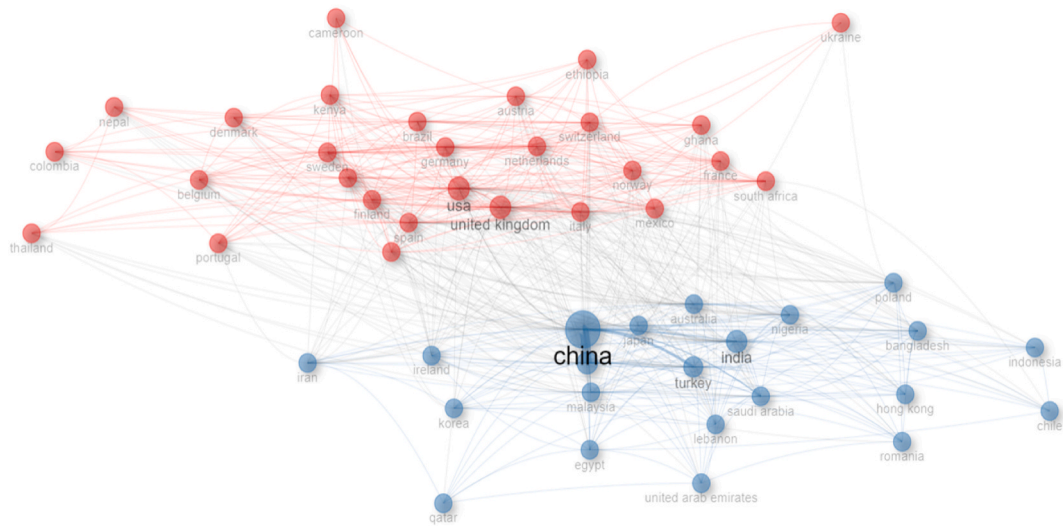 cameroon
ukraine
ethiopia
kenya
austria
nepal
denmark
brazil
switzerland
ghana
colombia
sweden
germany
netherlands
france
belgium
norway
south africa
finland
usa
spain
united kingdom
italy
mexico
thailand
portugal
poland
australia
nigeria
japan
bangladesh
china
india
indonesia
iran
ireland
turkey
malaysia
saudi arabia
hong kong
korea
chile
lebanon
egypt
romania
united arab emirates
qatar